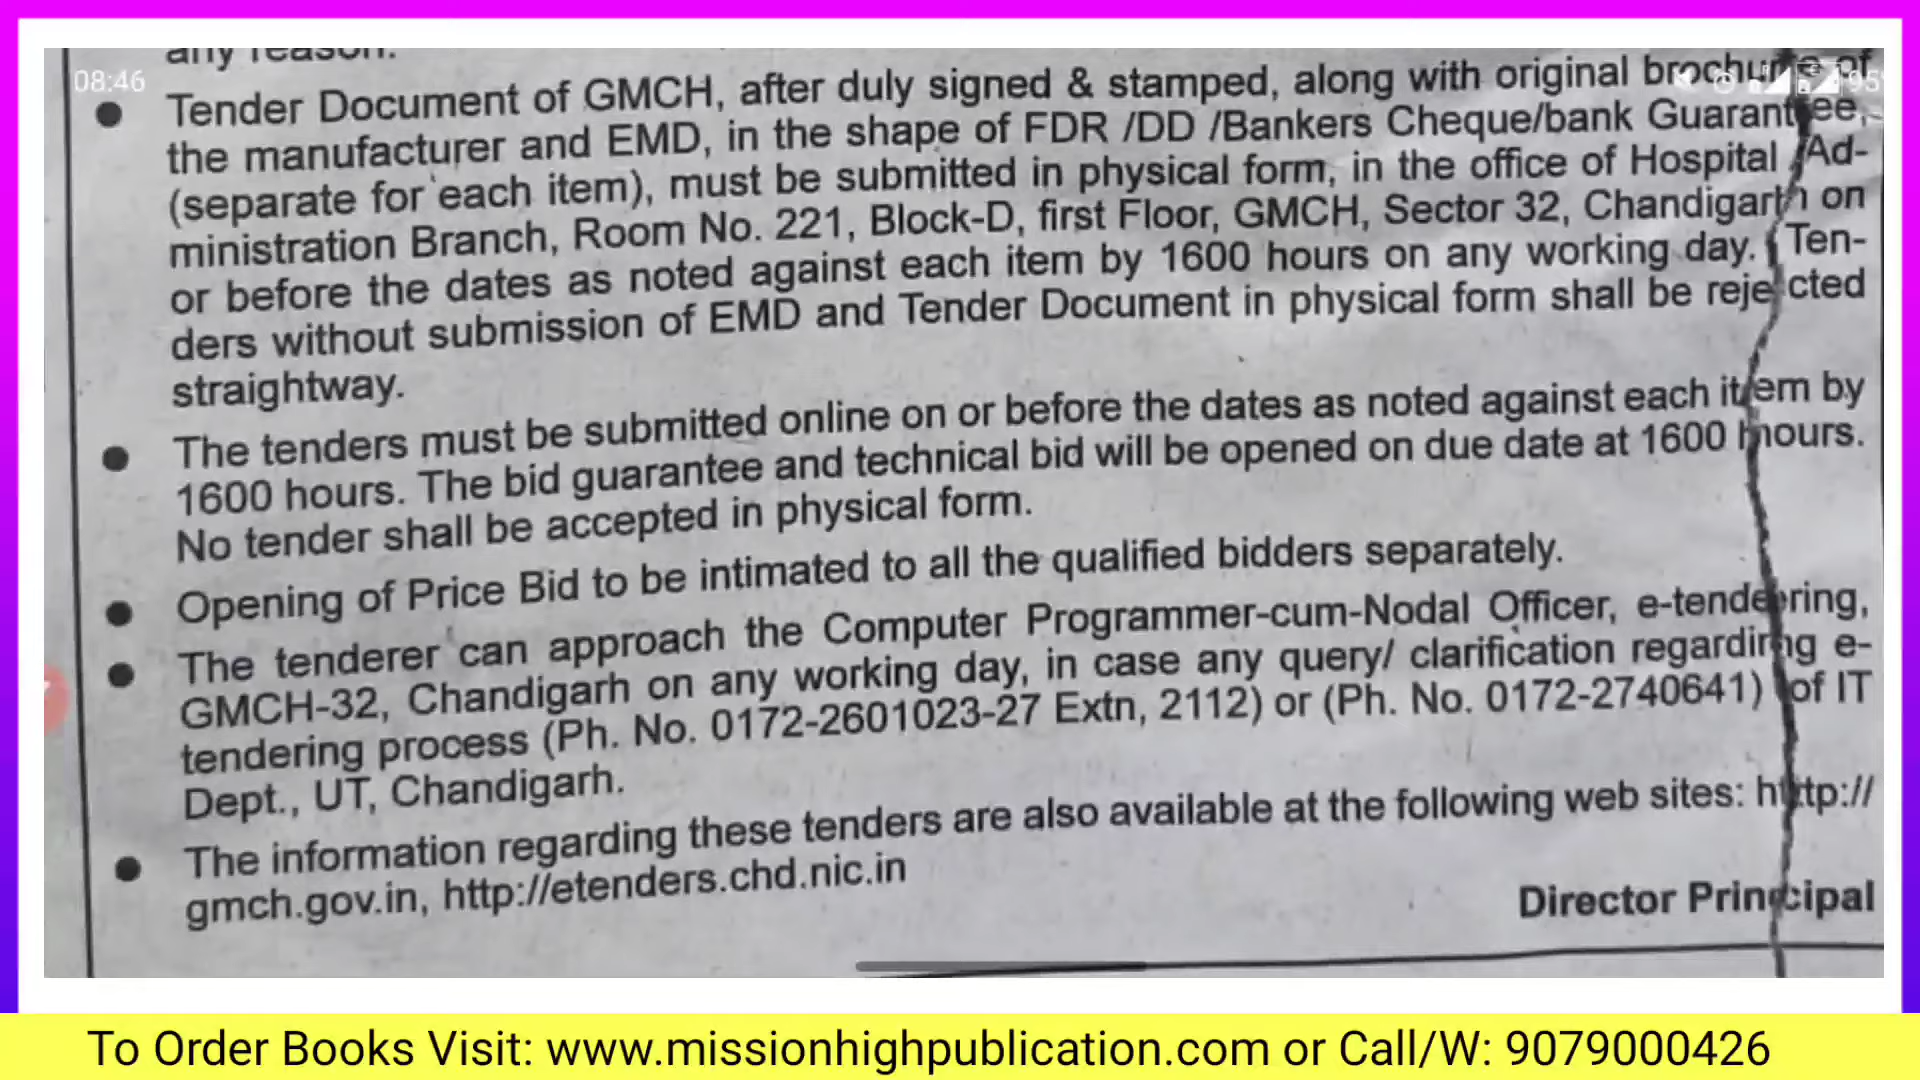 any reason.
08:46
95
Tender Document of GMCH, after duly signed & stamped, along with original brochure of
the manufacturer and EMD, in the shape of FDR /DD /Bankers Cheque/bank Guarantee,
(separate for each item), must be submitted in physical form, in the office of Hospital Ad-
ministration Branch, Room No. 221, Block-D, first Floor, GMCH, Sector 32, Chandigarh on
or before the dates as noted against each item by 1600 hours on any working day. Ten-
ders without submission of EMD and Tender Document in physical form shall be rejected
straightway.
The tenders must be submitted online on or before the dates as noted against each item by
1600 hours. The bid guarantee and technical bid will be opened on due date at 1600 hours.
No tender shall be accepted in physical form.
Opening of Price Bid to be intimated to all the qualified bidders separately.
The tenderer can approach the Computer Programmer-cum-Nodal Officer, e-tendering,
GMCH-32, Chandigarh on any working day, in case any query/ clarification regarding e-
tendering process (Ph. No. 0172-2601023-27 Extn, 2112) or (Ph. No. 0172-2740641) of IT
Dept., UT, Chandigarh.
The information regarding these tenders are also available at the following web sites: http://
gmch.gov.in, http://etenders.chd.nic.in
Director Principal
To Order Books Visit: www.missionhighpublication.com or Call/W: 9079000426